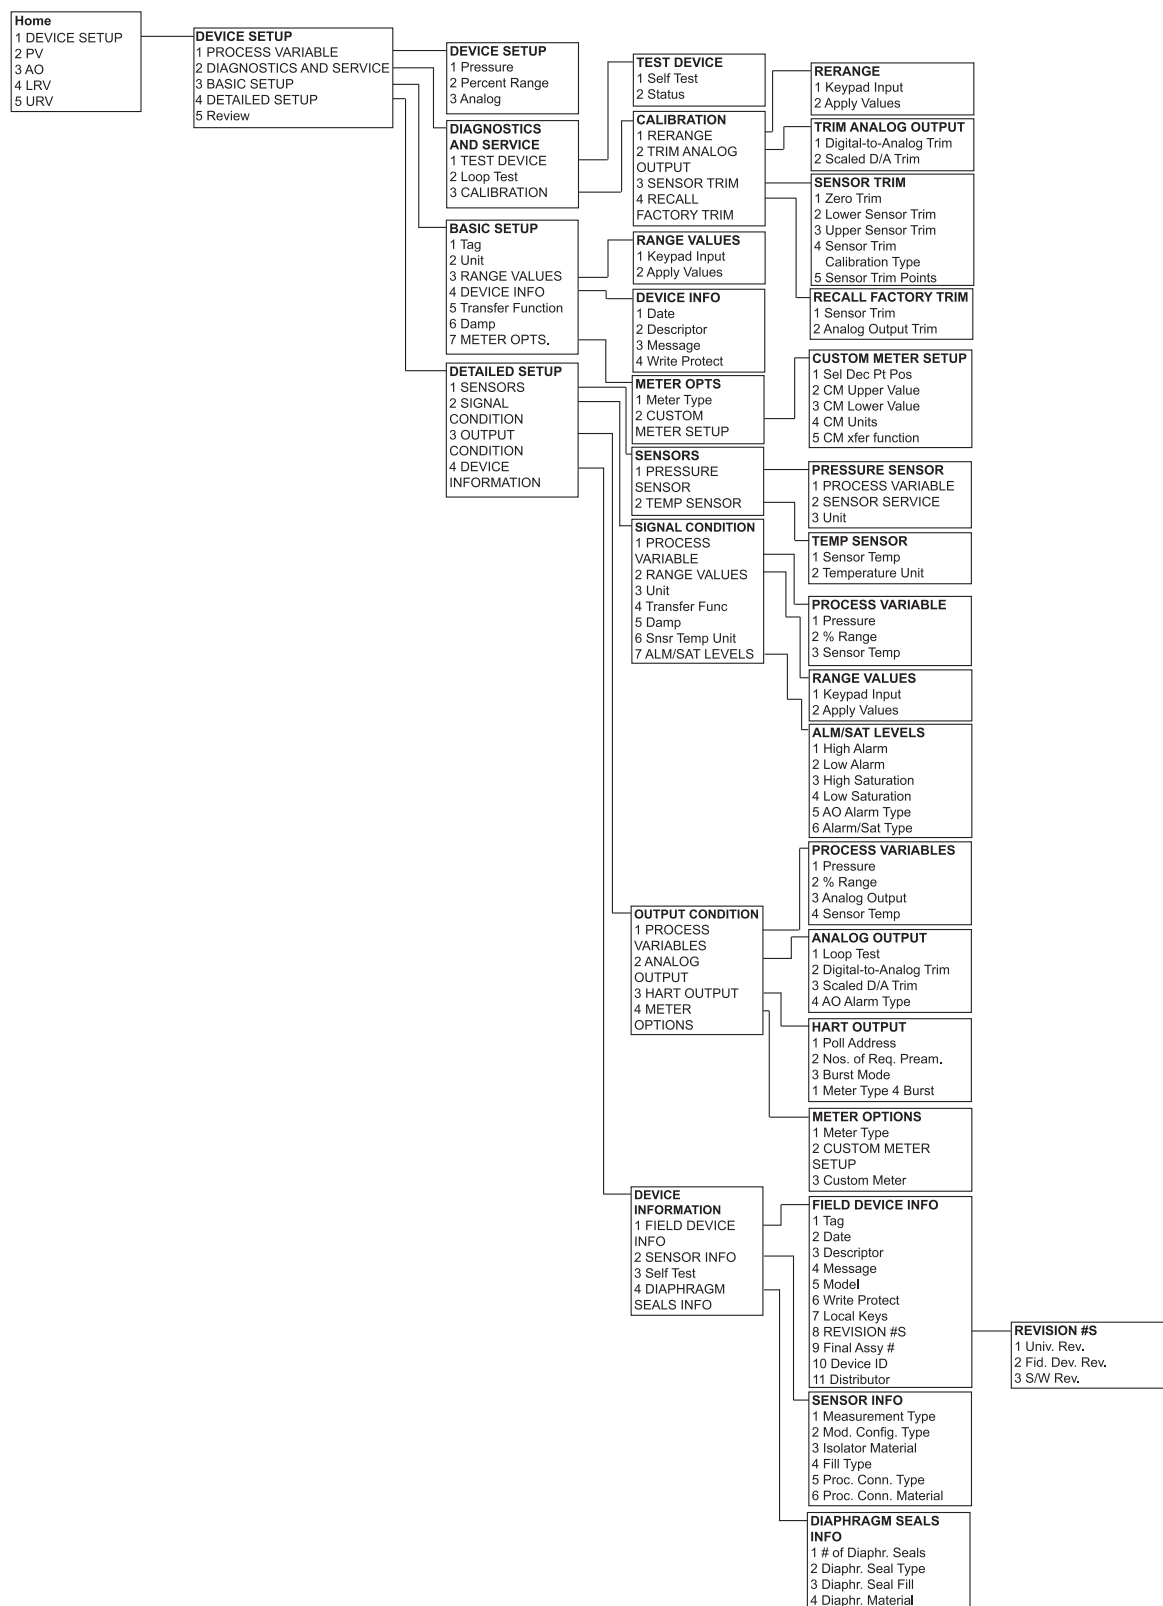 Home
1 DEVICE SETUP
2 PV
3 AO
4 LRV
5 URV
DEVICE SETUP
1 PROCESS VARIABLE
2 DIAGNOSTICS AND SERVICE
3 BASIC SETUP
4 DETAILED SETUP
5 Review
DEVICE SETUP
1 Pressure
2 Percent Range
3 Analog
DIAGNOSTICS
AND SERVICE
1 TEST DEVICE
2 Loop Test
3 CALIBRATION
BASIC SETUP
1 Tag
2 Unit
3 RANGE VALUES
4 DEVICE INFO
5 Transfer Function
6 Damp
7 METER OPTS.
DETAILED SETUP
1 SENSORS
2 SIGNAL
CONDITION
3 OUTPUT
CONDITION
4 DEVICE
INFORMATION
TEST DEVICE
1 Self Test
2 Status
CALIBRATION
1 RERANGE
2 TRIM ANALOG
OUTPUT
3 SENSOR TRIM
4 RECALL
FACTORY TRIM
RANGE VALUES
1 Keypad Input
2 Apply Values
DEVICE INFO
1 Date
2 Descriptor
3 Message
4 Write Protect
METER OPTS
1 Meter Type
2 CUSTOM
METER SETUP
SENSORS
1 PRESSURE
SENSOR
2 TEMP SENSOR
SIGNAL CONDITION
1 PROCESS
VARIABLE
2 RANGE VALUES
3 Unit
4 Transfer Func
5 Damp
6 Snsr Temp Unit
7 ALM/SAT LEVELS
OUTPUT CONDITION
1 PROCESS
VARIABLES
2 ANALOG
OUTPUT
3 HART OUTPUT
4 METER
OPTIONS
DEVICE
INFORMATION
1 FIELD DEVICE
INFO
2 SENSOR INFO
3 Self Test
4 DIAPHRAGM
SEALS INFO
RERANGE
1 Keypad Input
2 Apply Values
TRIM ANALOG OUTPUT
1 Digital-to-Analog Trim
2 Scaled D/A Trim
SENSOR TRIM
1 Zero Trim
2 Lower Sensor Trim
3 Upper Sensor Trim
4 Sensor Trim
Calibration Type
5 Sensor Trim Points
RECALL FACTORY TRIM
1 Sensor Trim
2 Analog Output Trim
CUSTOM METER SETUP
1 Sel Dec Pt Pos
2 CM Upper Value
3 CM Lower Value
4 CM Units
5 CM xfer function
PRESSURE SENSOR
1 PROCESS VARIABLE
2 SENSOR SERVICE
3 Unit
TEMP SENSOR
1 Sensor Temp
2 Temperature Unit
PROCESS VARIABLE
1 Pressure
2 % Range
3 Sensor Temp
RANGE VALUES
1 Keypad Input
2 Apply Values
ALM/SAT LEVELS
1 High Alarm
2 Low Alarm
3 High Saturation
4 Low Saturation
5 AO Alarm Type
6 Alarm/Sat Type
PROCESS VARIABLES
1 Pressure
2 % Range
3 Analog Output
4 Sensor Temp
ANALOG OUTPUT
1 Loop Test
2 Digital-to-Analog Trim
3 Scaled D/A Trim
4 AO Alarm Type
HART OUTPUT
1 Poll Address
2 Nos. of Req. Pream.
3 Burst Mode
1 Meter Type 4 Burst
METER OPTIONS
1 Meter Type
2 CUSTOM METER
SETUP
3 Custom Meter
FIELD DEVICE INFO
1 Tag
2 Date
3 Descriptor
4 Message
5 Model
6 Write Protect
7 Local Keys
8 REVISION #S
9 Final Assy #
10 Device ID
11 Distributor
SENSOR INFO
1 Measurement Type
2 Mod. Config. Type
3 Isolator Material
4 Fill Type
5 Proc. Conn. Type
6 Proc. Conn. Material
DIAPHRAGM SEALS
INFO
1 # of Diaphr. Seals
2 Diaphr. Seal Type
3 Diaphr. Seal Fill
4 Diaphr. Material
REVISION #S
1 Univ. Rev.
2 Fid. Dev. Rev.
3 S/W Rev.